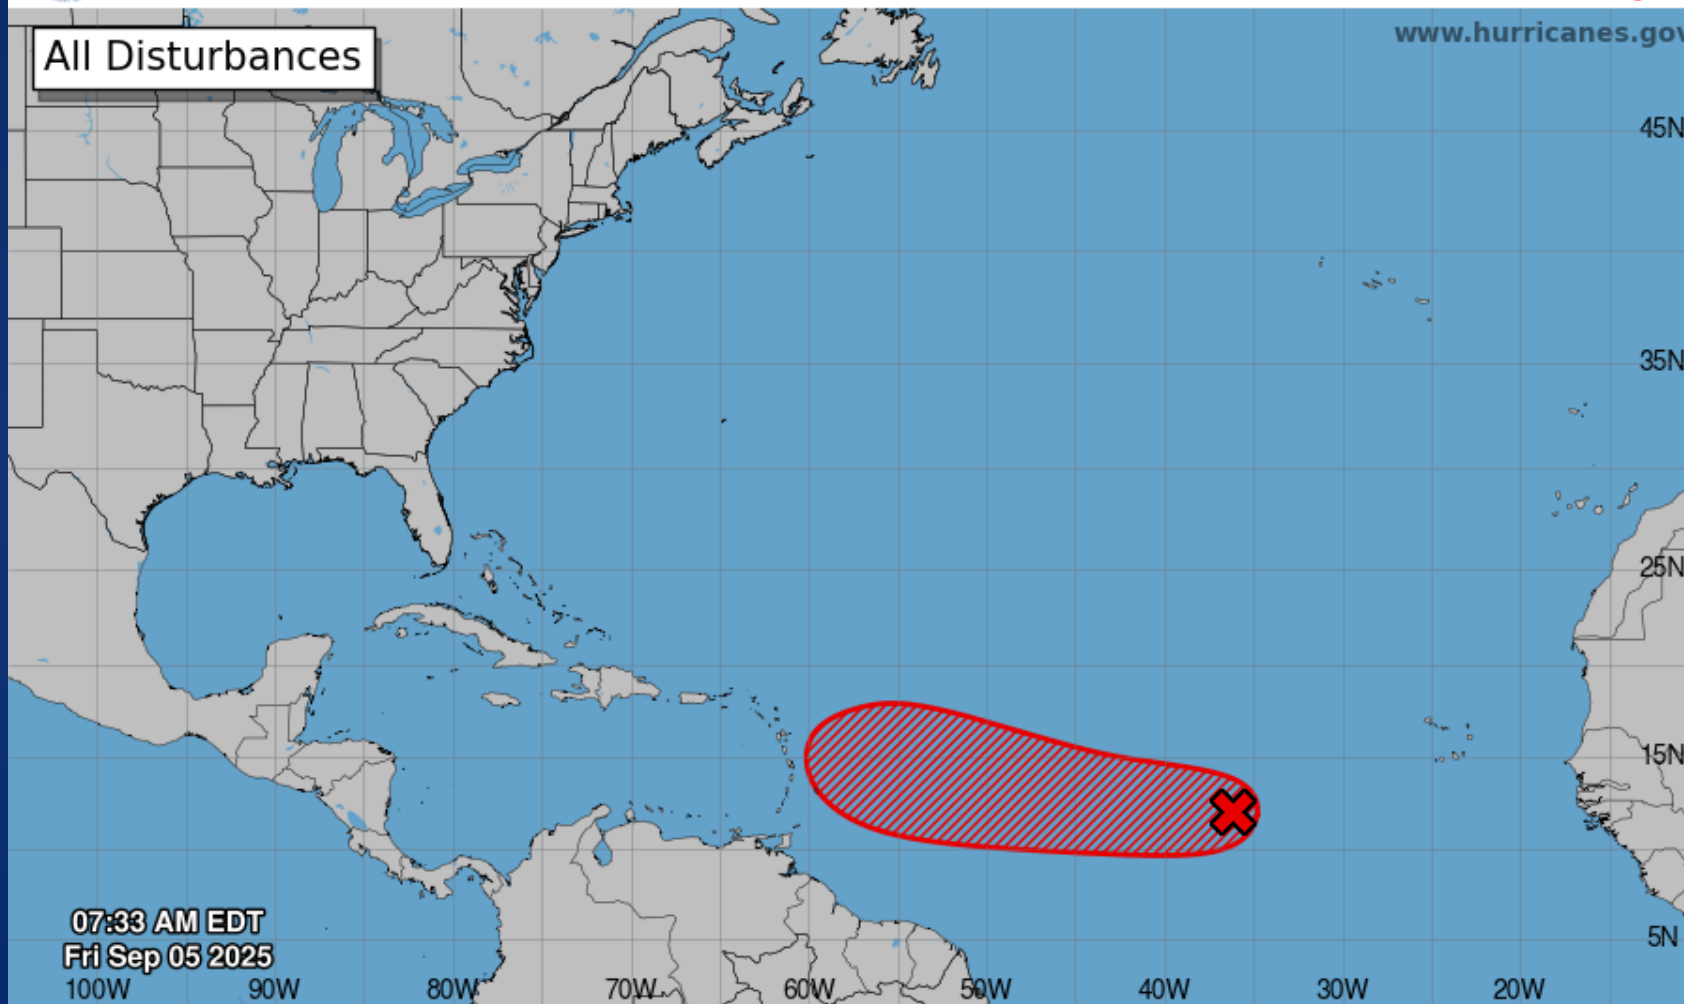 All Disturbances
www.hurricanes.gov
45N
35N
25N
15N
5N
07:33 AM EDT
Fri Sep 05 2025
100W 90W 80W 70W 60W 50W 40W 30W 20W